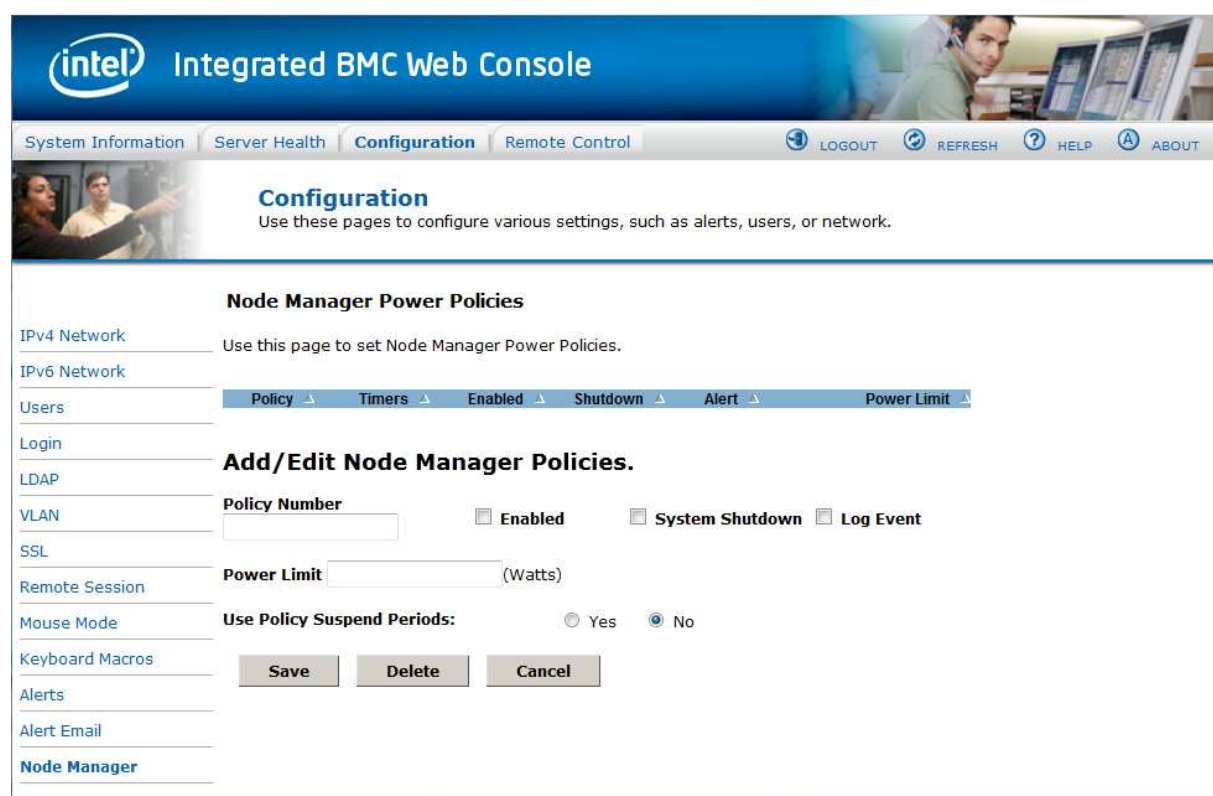 intel Integrated BMC Web Console
System Information Server Health Configuration Remote Control LOGOUT REFRESH ? HELP A ABOUT
Configuration
Use these pages to configure various settings, such as alerts, users, or network.
Node Manager Power Policies
Use this page to set Node Manager Power Policies.
IPv4 Network
IPv6 Network
Users
Login
LDAP
VLAN
SSL
Remote Session
Mouse Mode
Keyboard Macros
Alerts
Alert Email
Node Manager
Policy Timers Enabled Shutdown Alert Power Limit
Add/Edit Node Manager Policies.
Policy Number
Enabled System Shutdown Log Event
Power Limit (Watts)
Use Policy Suspend Periods: Yes No
Save Delete Cancel